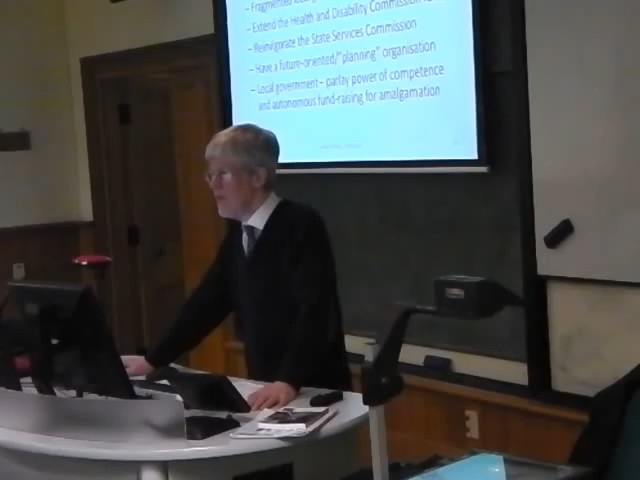 – Fragmented
– Extend the Health and Disability Commission
– Reinvigorate the State Services Commission
– Have a future-oriented/"planning" organisation
– Local government – parlay power of competence
and autonomous fund-raising for amalgamation